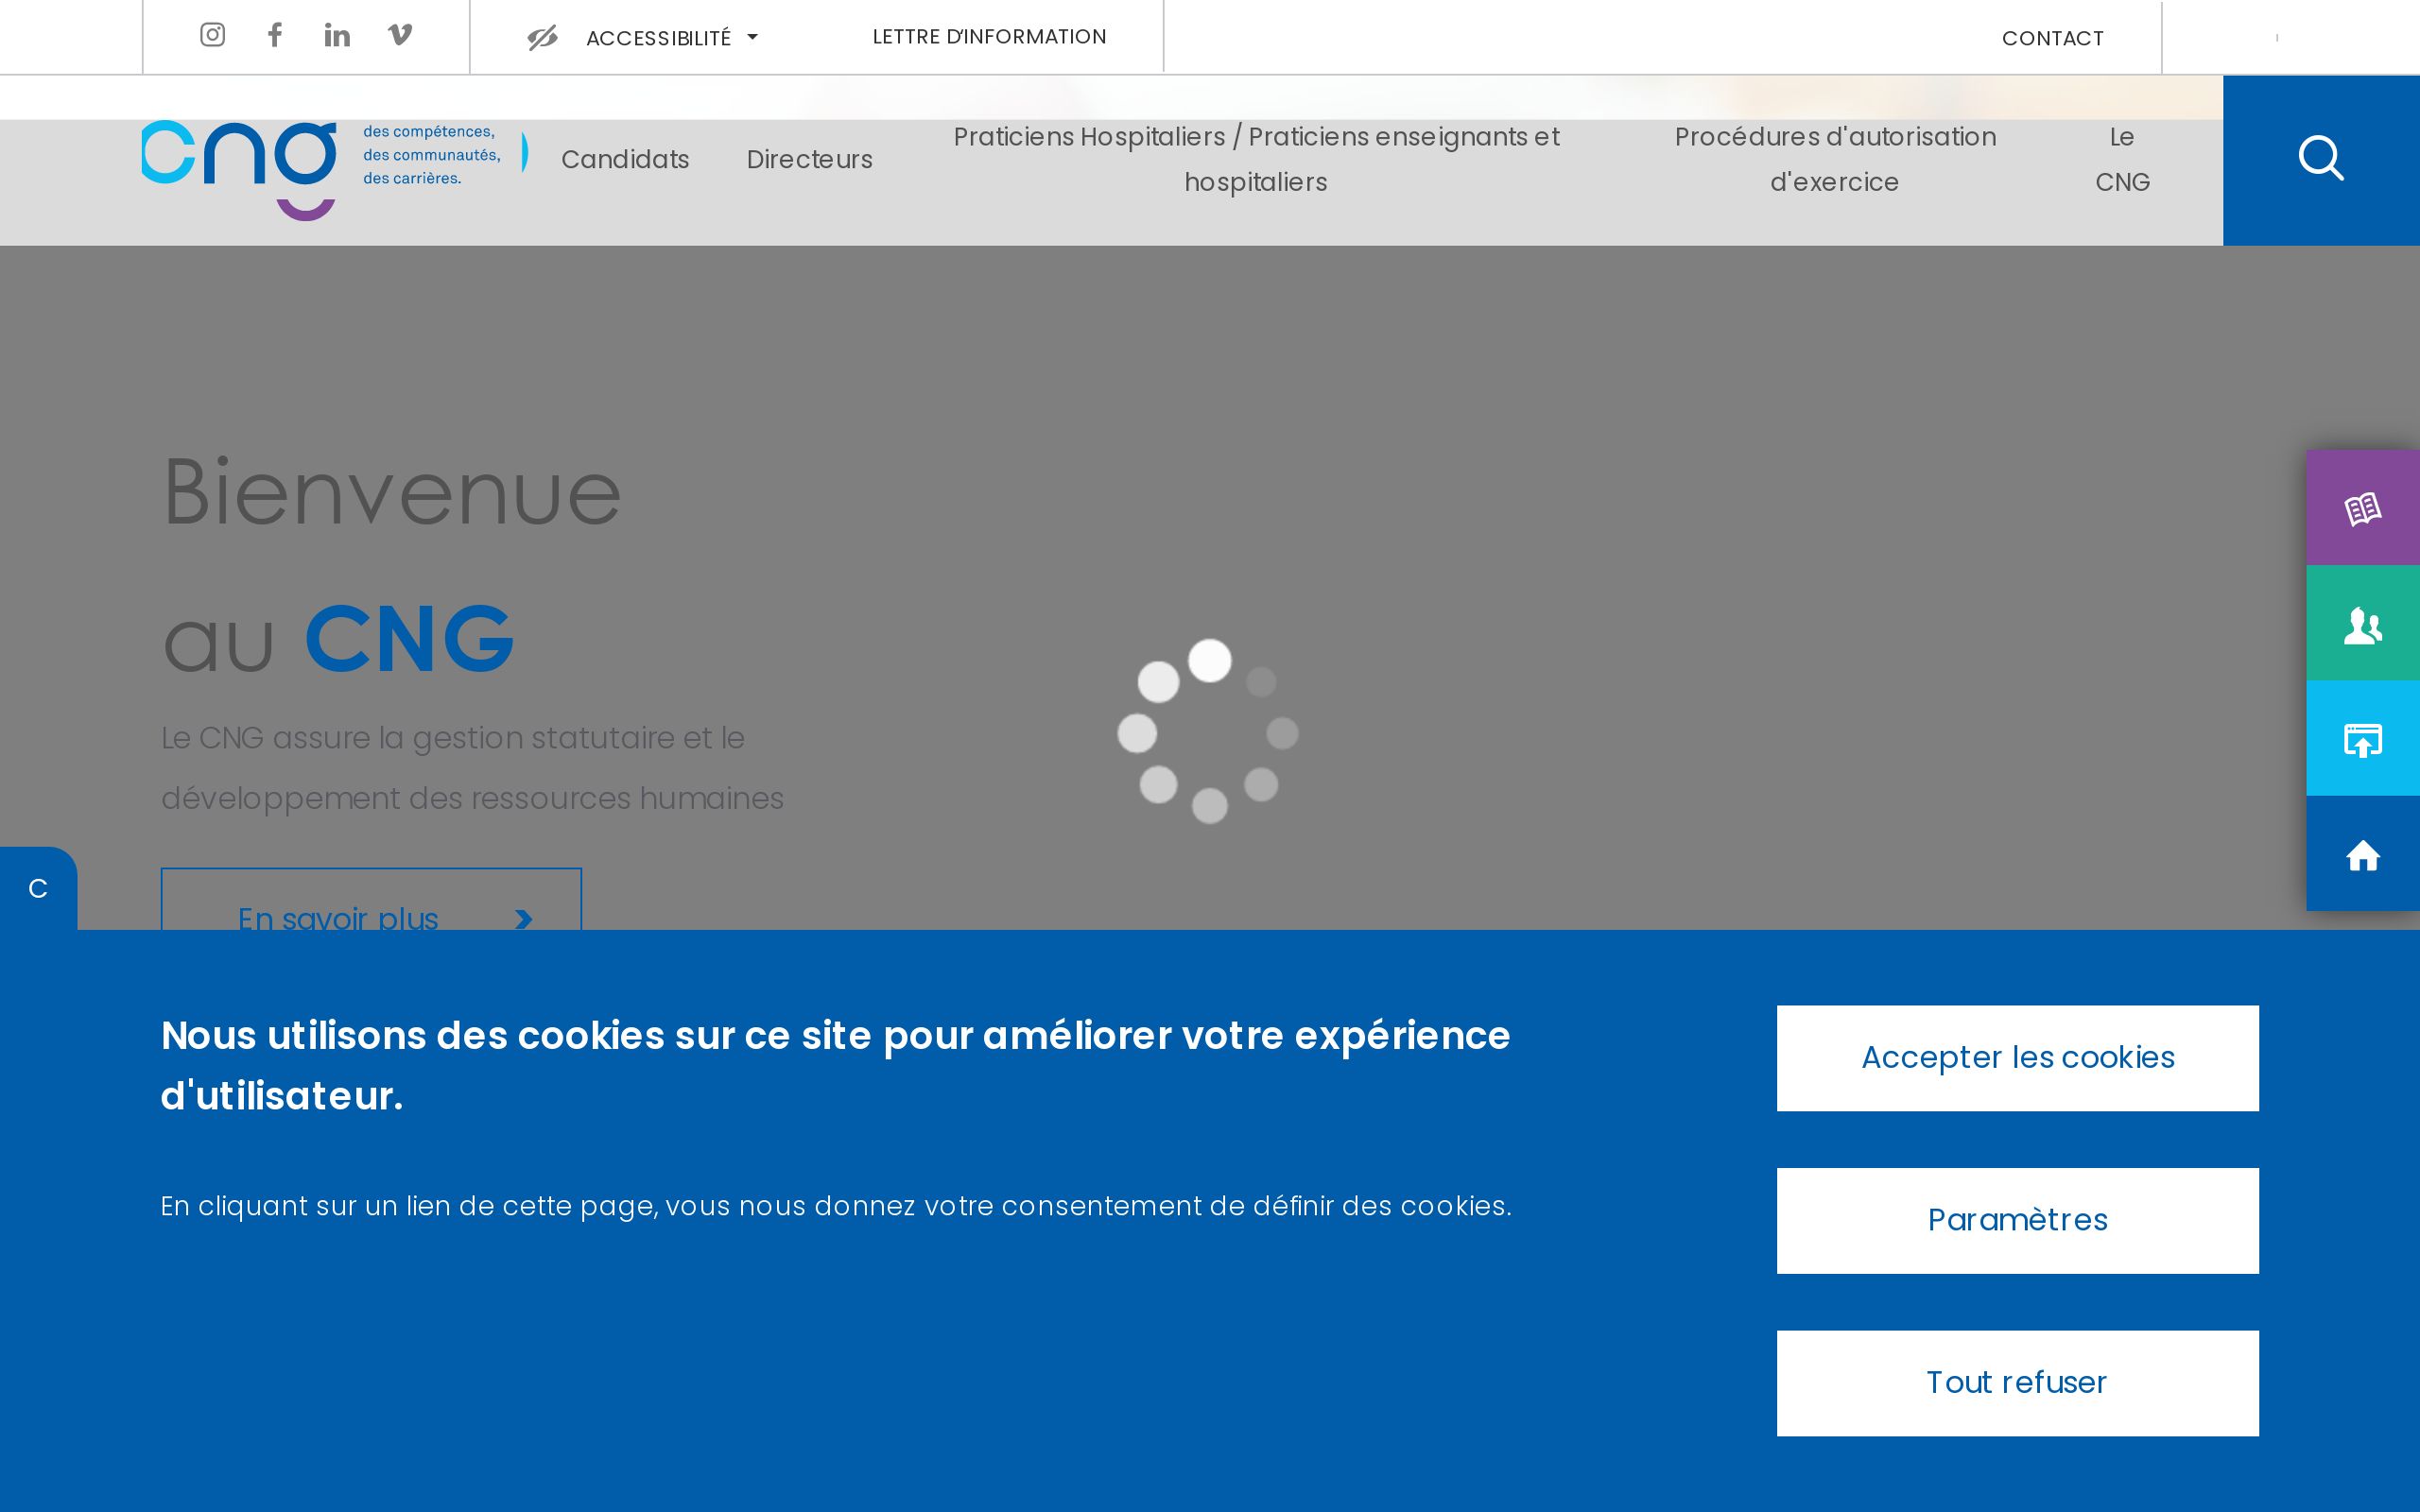 ACCESSIBILITÉ
LETTRE D'INFORMATION
CONTACT
cng
des compétences,
des communautés,
des carrières.
Candidats
Directeurs
Praticiens Hospitaliers / Praticiens enseignants et
hospitaliers
Procédures d'autorisation
d'exercice
Le
CNG
Bienvenue
au CNG
Le CNG assure la gestion statutaire et le
développement des ressources humaines
En savoir plus
C
Nous utilisons des cookies sur ce site pour améliorer votre expérience
d'utilisateur.
En cliquant sur un lien de cette page, vous nous donnez votre consentement de définir des cookies.
Accepter les cookies
Paramètres
Tout refuser